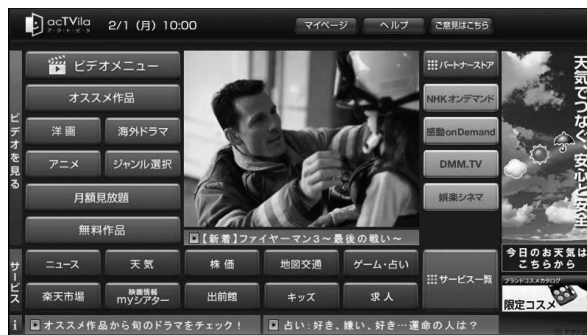 acTVila
アクトビラ
2/1 (月) 10:00
マイページ
ヘルプ
ご意見はこちら
ビデオを見る
ビデオメニュー
オススメ作品
洋画
海外ドラマ
アニメ
ジャンル選択
月額見放題
無料作品
【新着】ファイヤーマン3～最後の戦い～
パートナーストア
NHKオンデマンド
感動onDemand
DMM.TV
娯楽シネマ
天気でつなぐ、安心と安全
今日のお天気は
こちらから
サービス
ニュース
天気
株価
地図交通
ゲーム・占い
楽天市場
映画情報
myシアター
出前館
キッズ
求人
サービス一覧
ブランドコスメカタログ
限定コスメ
i
オススメ作品から旬のドラマをチェック!
占い:好き、嫌い、好き…運命の人は?